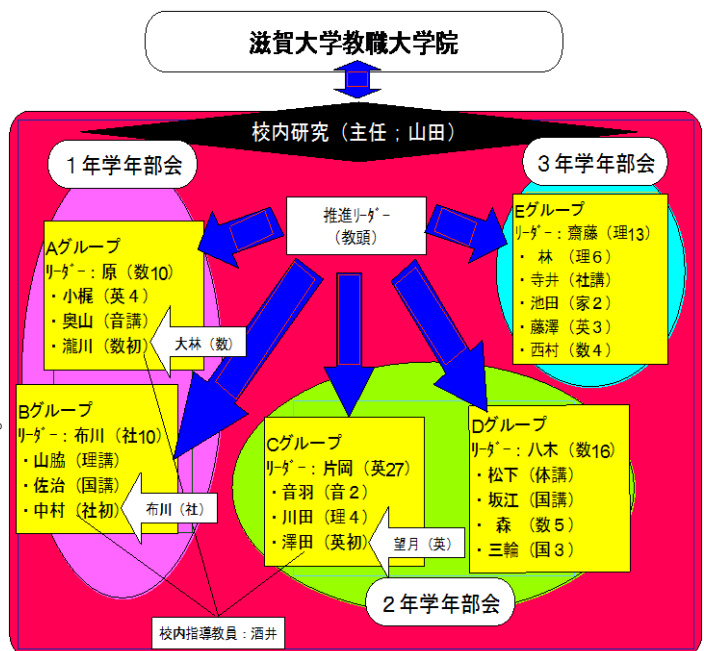 滋賀大学教職大学院
校内研究（主任；山田）
１年学年部会
３年学年部会
推進ﾘｰﾀﾞｰ
（教頭）
Aグループ
ﾘｰﾀﾞｰ：原（数10）
・小梶（英４）
・奥山（音講）
・瀧川（数初）
大林（数）
Eグループ
ﾘｰﾀﾞｰ：齋藤（理13）
・　林　（理６）
・寺井（社講）
・池田（家２）
・藤澤（英３）
・西村（数４）
Bグループ
ﾘｰﾀﾞｰ：布川（社10）
・山脇（理講）
・佐治（国講）
・中村（社初）
布川（社）
Cグループ
ﾘｰﾀﾞｰ：片岡（英27）
・音羽（音２）
・川田（理４）
・澤田（英初）
望月（英）
Dグループ
ﾘｰﾀﾞｰ：八木（数16）
・松下（体講）
・坂江（国講）
・　森　（数５）
・三輪（国３）
２年学年部会
校内指導教員：酒井